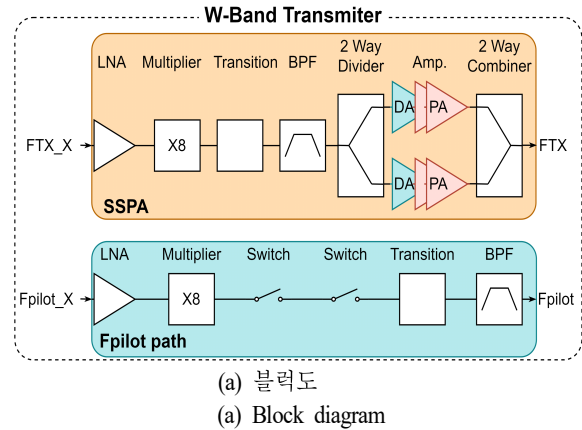 W-Band Transmiter
2 Way 2 Way
LNA Multiplier Transition BPF Divider Amp. Combiner
DA PA
FTX_X X8 FTX
DA PA
SSPA
LNA Multiplier Switch Switch Transition BPF
Fpilot_X X8 Fpilot
Fpilot path
(a) 블럭도
(a) Block diagram